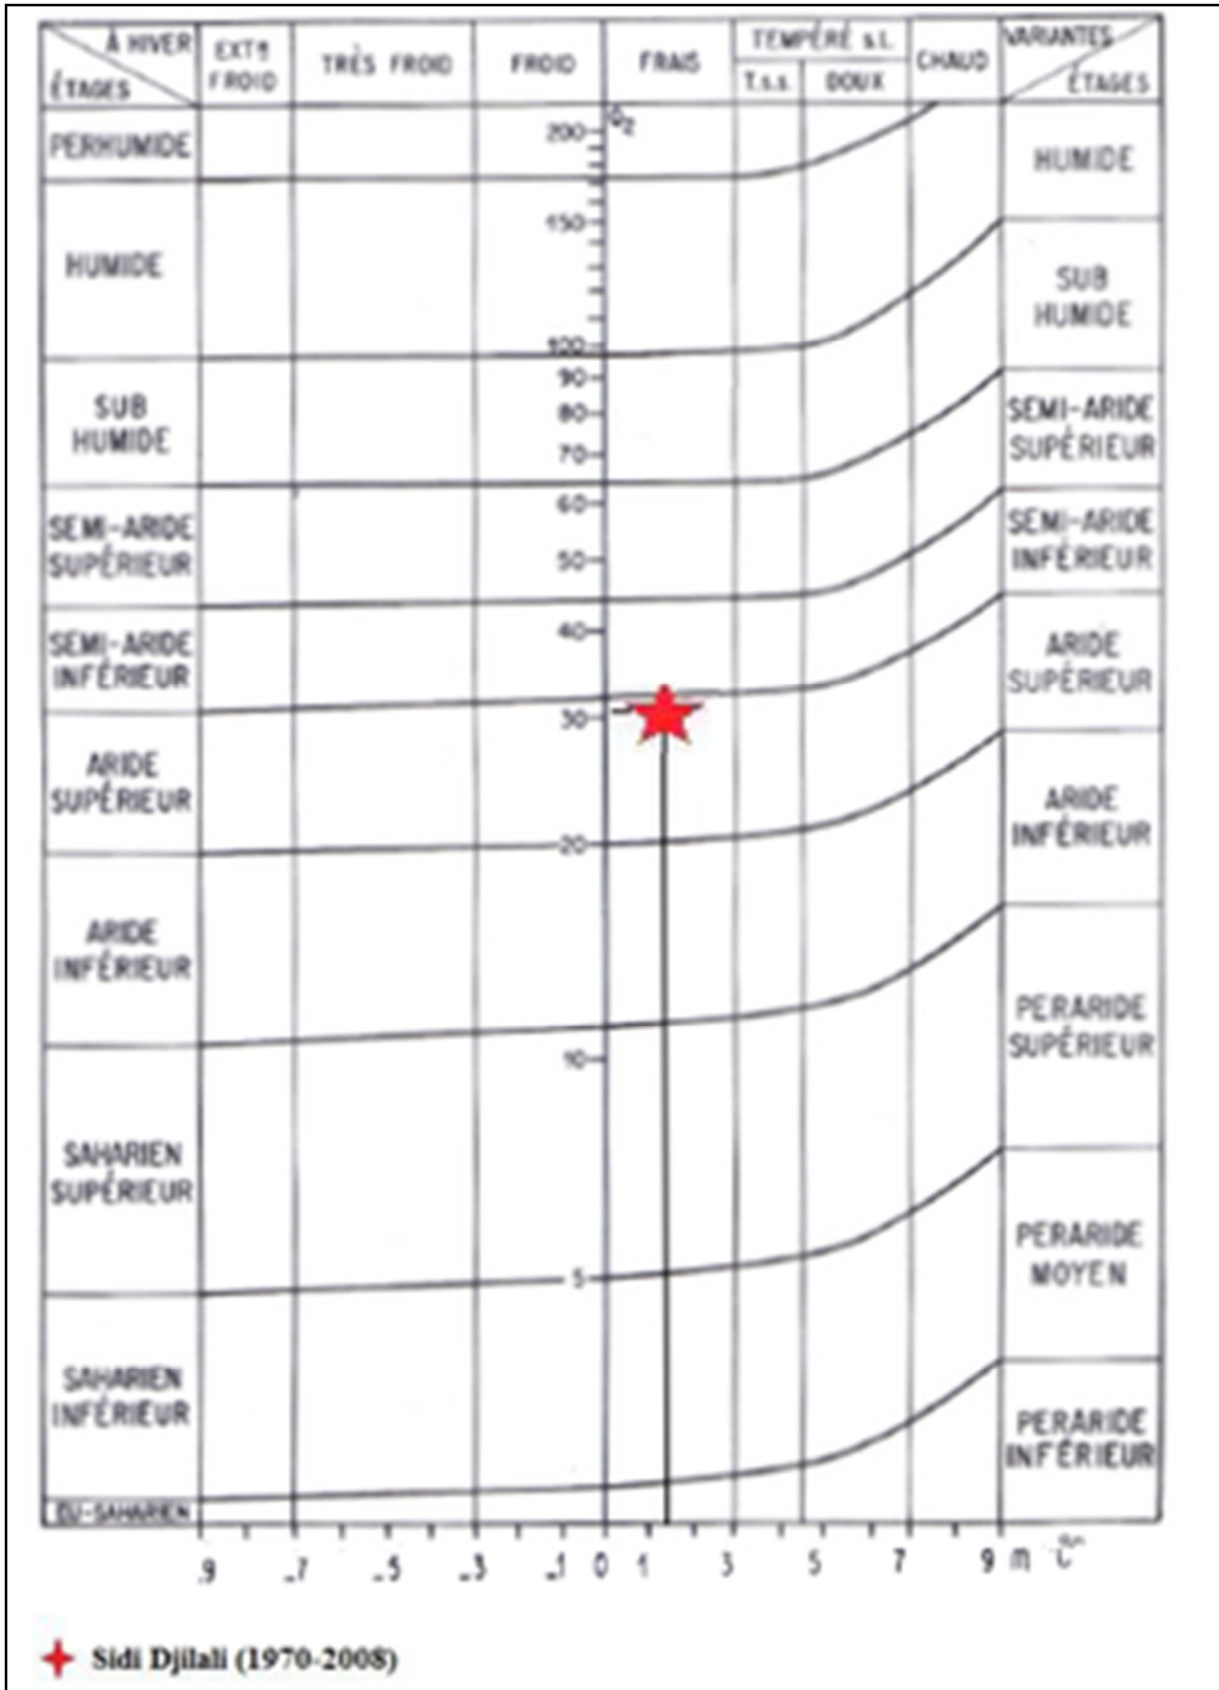 À HIVER
ÉTAGES
EXTᵗ
FROID
TRÈS FROID
FROID
FRAIS
TEMPÉRÉ s.l.
T.s.s.
DOUX
CHAUD
VARIANTES
ÉTAGES
Q2
PERHUMIDE
HUMIDE
SUB
HUMIDE
SEMI-ARIDE
SUPÉRIEUR
SEMI-ARIDE
INFÉRIEUR
ARIDE
SUPÉRIEUR
ARIDE
INFÉRIEUR
SAHARIEN
SUPÉRIEUR
SAHARIEN
INFÉRIEUR
EU-SAHARIEN
200
150
100
90
80
70
60
50
40
30
20
10
5
HUMIDE
SUB
HUMIDE
SEMI-ARIDE
SUPÉRIEUR
SEMI-ARIDE
INFÉRIEUR
ARIDE
SUPÉRIEUR
ARIDE
INFÉRIEUR
PERARIDE
SUPÉRIEUR
PERARIDE
MOYEN
PERARIDE
INFÉRIEUR
-9 -7 -5 -3 -1 0 1 3 5 7 9 m C°
Sidi Djilali (1970-2008)